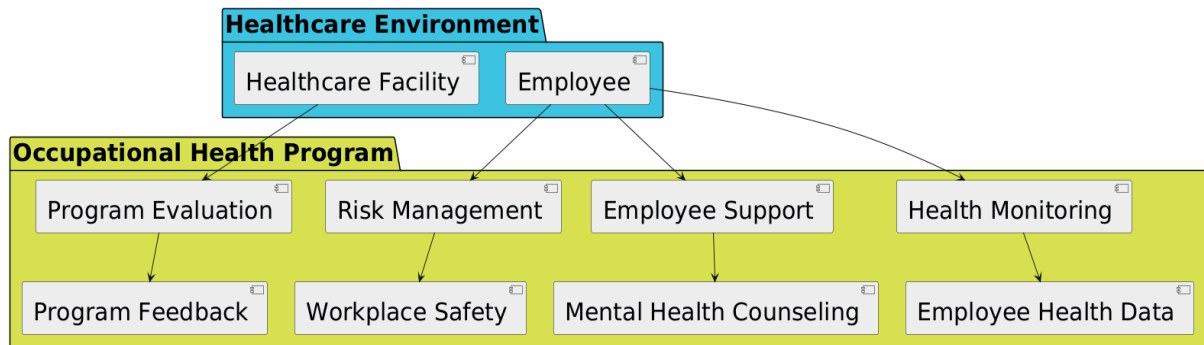 Healthcare Environment
Healthcare Facility
Employee
Occupational Health Program
Program Evaluation
Risk Management
Employee Support
Health Monitoring
Program Feedback
Workplace Safety
Mental Health Counseling
Employee Health Data